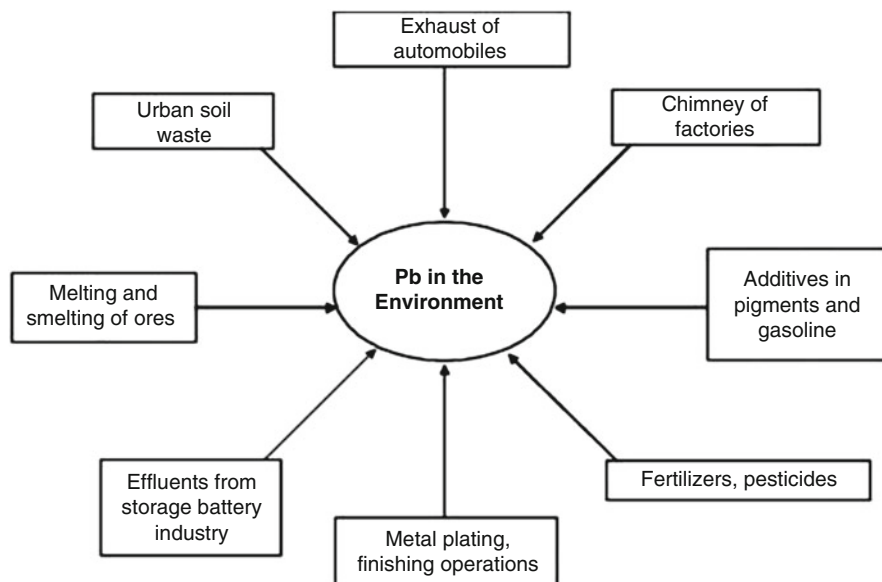 Exhaust of
automobiles
Urban soil
waste
Chimney of
factories
Pb in the
Environment
Melting and
smelting of ores
Additives in
pigments and
gasoline
Effluents from
storage battery
industry
Fertilizers, pesticides
Metal plating,
finishing operations